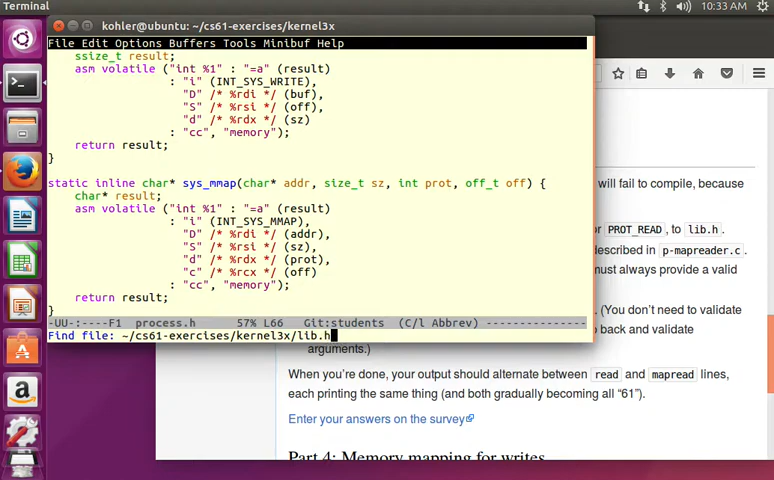 Terminal
10:33 AM
kohler@ubuntu: ~/cs61-exercises/kernel3x
File Edit Options Buffers Tools Minibuf Help
ssize_t result;
asm volatile ("int %1" : "=a" (result)
: "i" (INT_SYS_WRITE),
"D" /* %rdi */ (buf),
"S" /* %rsi */ (off),
"d" /* %rdx */ (sz)
: "cc", "memory");
return result;
}
static inline char* sys_mmap(char* addr, size_t sz, int prot, off_t off) {
char* result;
asm volatile ("int %1" : "=a" (result)
: "i" (INT_SYS_MMAP),
"D" /* %rdi */ (addr),
"S" /* %rsi */ (sz),
"d" /* %rdx */ (prot),
"c" /* %rcx */ (off)
: "cc", "memory");
return result;
}
-UU-:----F1 process.h 57% L66 Git:students (C/l Abbrev) ---------------
Find file: ~/cs61-exercises/kernel3x/lib.h
will fail to compile, because
or PROT_READ, to lib.h.
described in p-mapreader.c.
must always provide a valid
. (You don't need to validate
o back and validate
arguments.)
When you're done, your output should alternate between read and mapread lines,
each printing the same thing (and both gradually becoming all “61”).
Enter your answers on the survey
Part 4: Memory mapping for writes